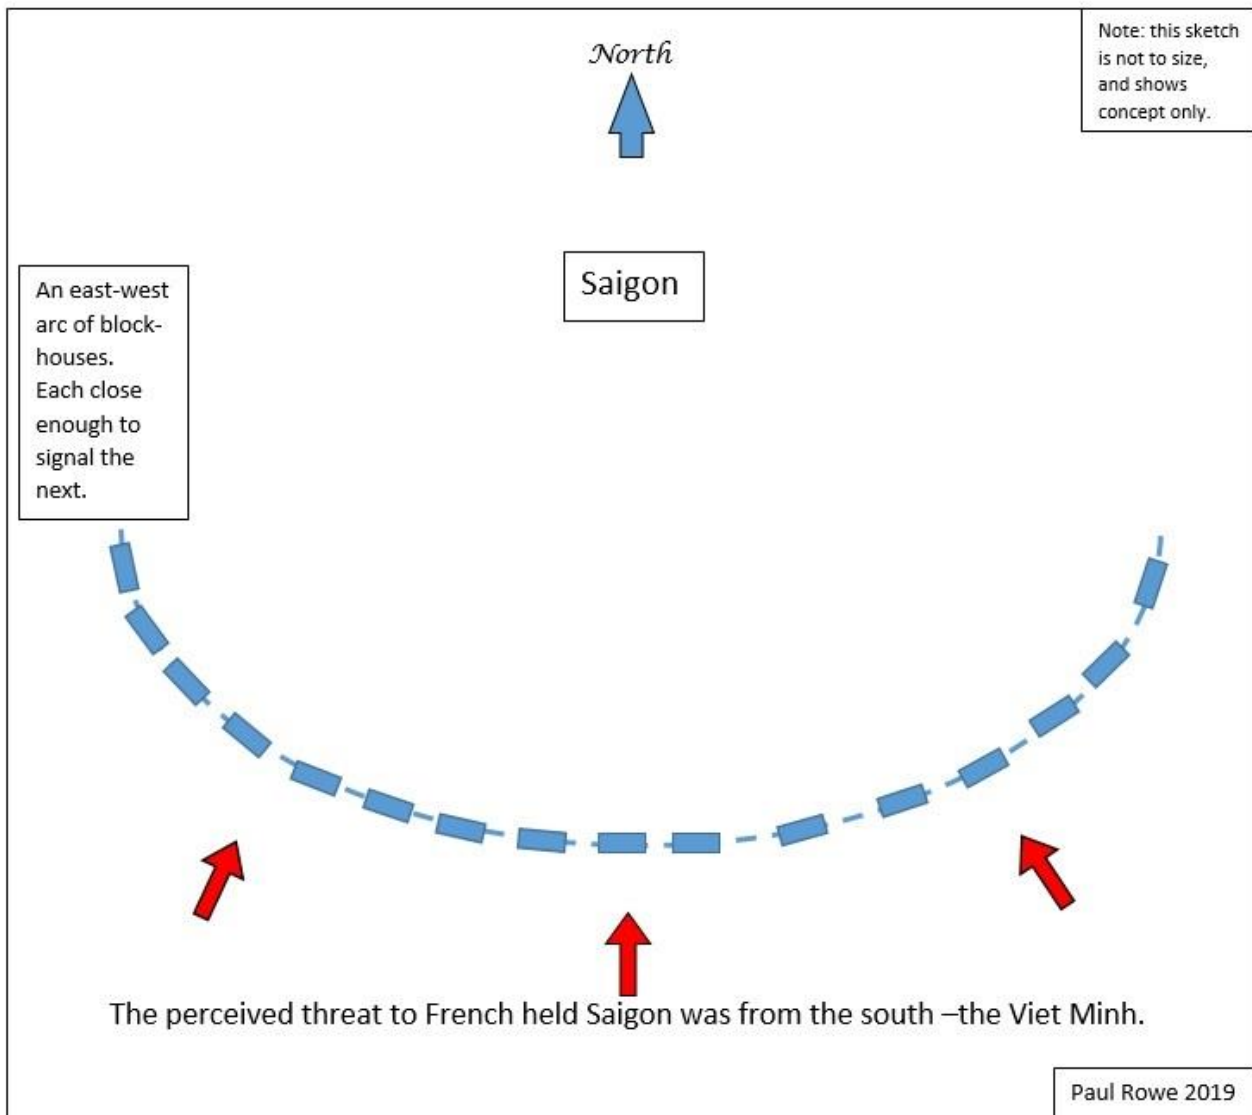 North
Note: this sketch
is not to size,
and shows
concept only.
Saigon
An east-west
arc of block-
houses.
Each close
enough to
signal the
next.
The perceived threat to French held Saigon was from the south –the Viet Minh.
Paul Rowe 2019